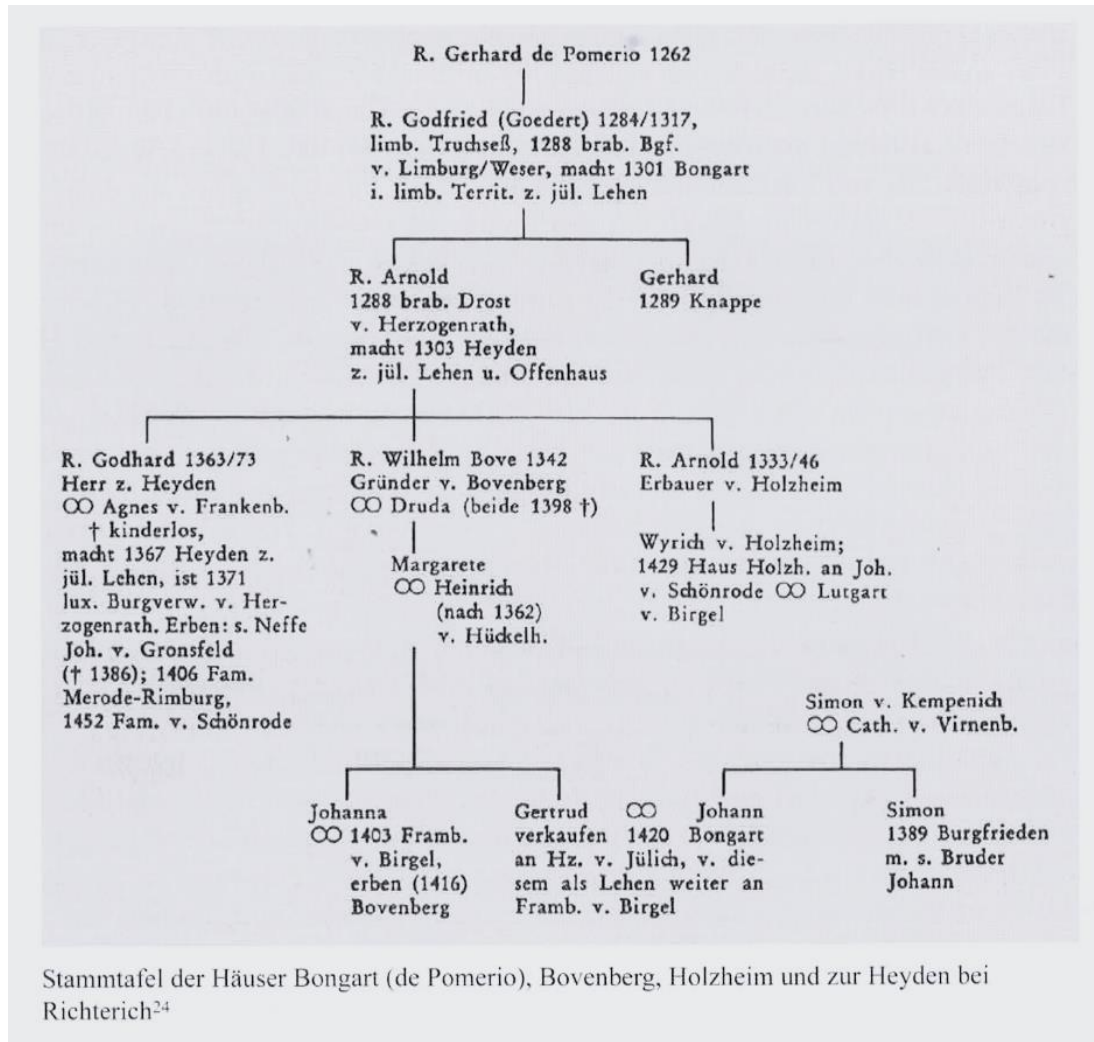 R. Gerhard de Pomerio 1262
R. Godfried (Goedert) 1284/1317,
limb. Truchseß, 1288 brab. Bgf.
v. Limburg/Weser, macht 1301 Bongart
i. limb. Territ. z. jül. Lehen
R. Arnold
1288 brab. Drost
v. Herzogenrath,
macht 1303 Heyden
z. jül. Lehen u. Offenhaus
Gerhard
1289 Knappe
R. Godhard 1363/73
Herr z. Heyden
∞ Agnes v. Frankenb.
† kinderlos,
macht 1367 Heyden z.
jül. Lehen, ist 1371
lux. Burgverw. v. Her-
zogenrath. Erben: s. Neffe
Joh. v. Gronsfeld
(† 1386); 1406 Fam.
Merode-Rimburg,
1452 Fam. v. Schönrode
R. Wilhelm Bove 1342
Gründer v. Bovenberg
∞ Druda (beide 1398 †)
Margarete
∞ Heinrich
(nach 1362)
v. Hückelh.
R. Arnold 1333/46
Erbauer v. Holzheim
Wyrich v. Holzheim;
1429 Haus Holzh. an Joh.
v. Schönrode ∞ Lutgart
v. Birgel
Simon v. Kempenich
∞ Cath. v. Virnenb.
Johanna
∞ 1403 Framb.
v. Birgel,
erben (1416)
Bovenberg
Gertrud ∞ Johann
verkaufen 1420 Bongart
an Hz. v. Jülich, v. die-
sem als Lehen weiter an
Framb. v. Birgel
Simon
1389 Burgfrieden
m. s. Bruder
Johann
Stammtafel der Häuser Bongart (de Pomerio), Bovenberg, Holzheim und zur Heyden bei
Richterich24